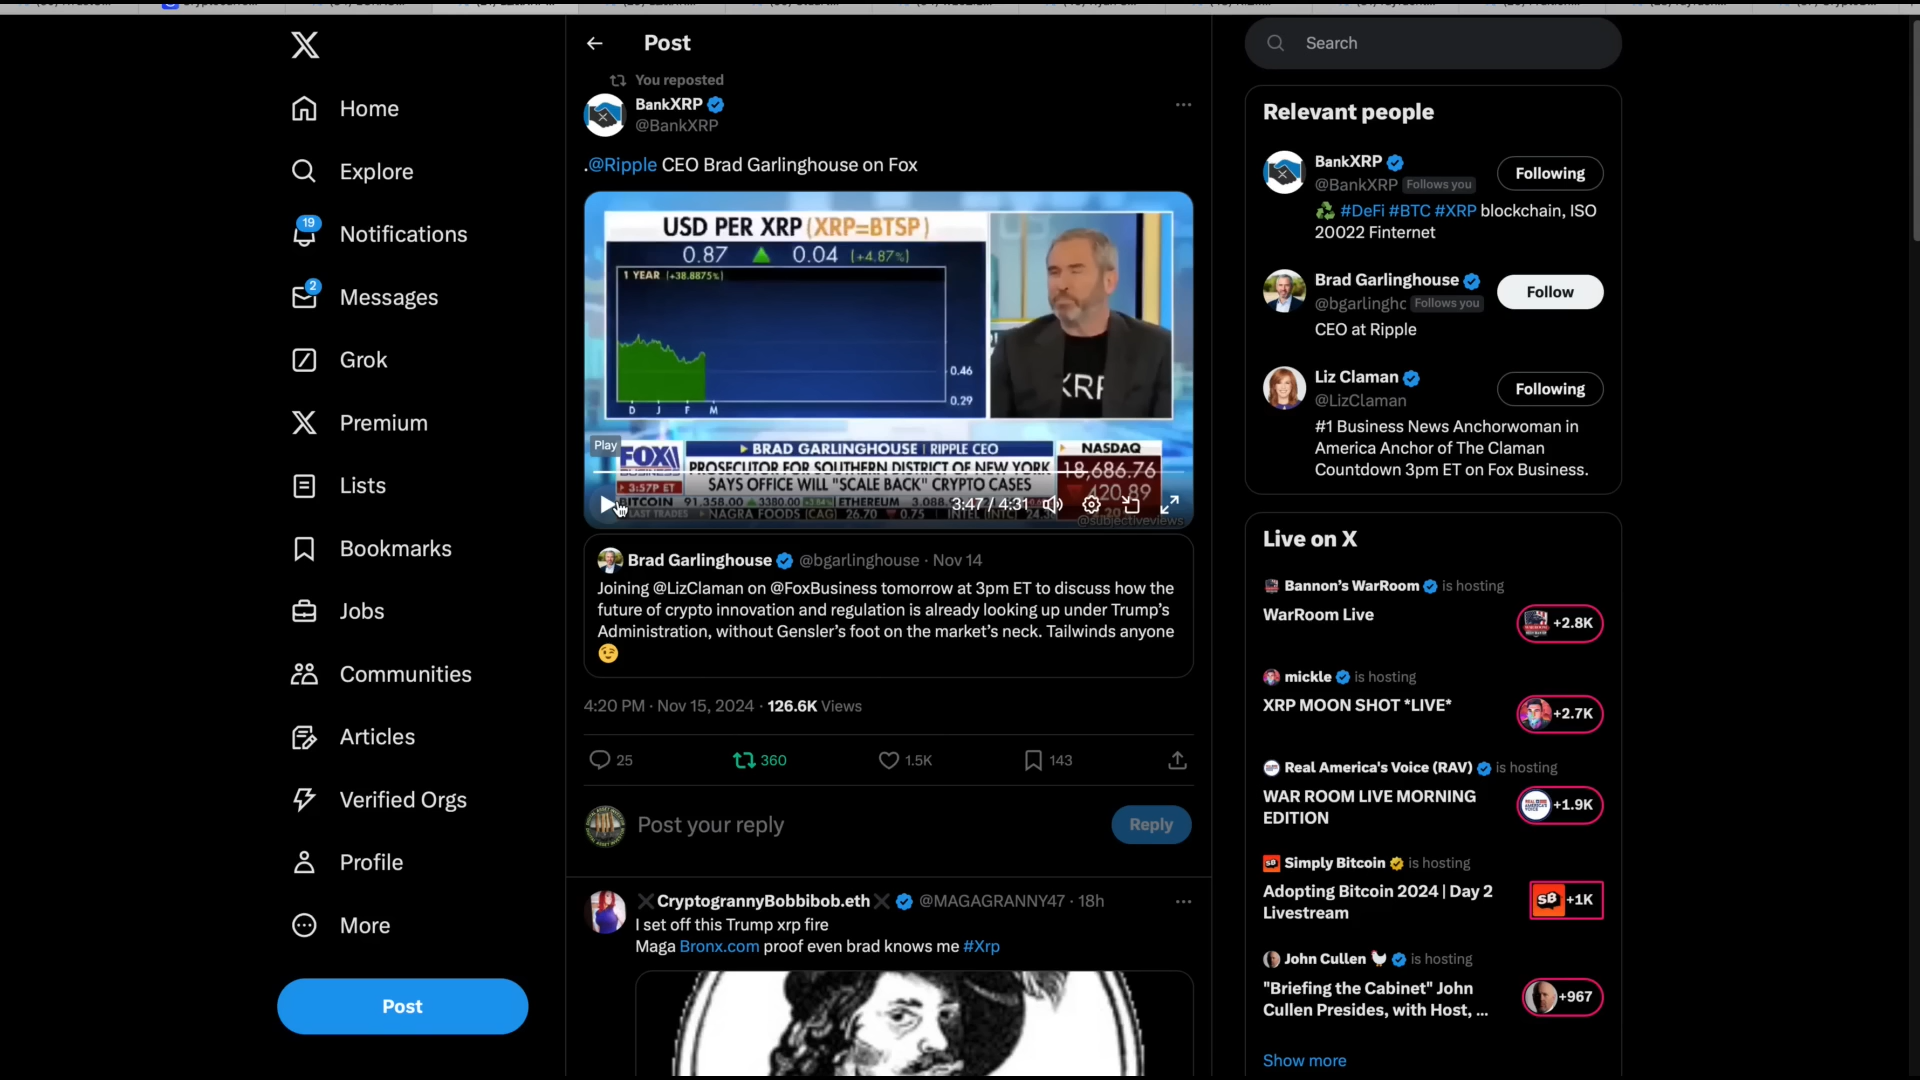 Home
Explore
19
Notifications
2
Messages
Grok
Premium
Lists
Bookmarks
Jobs
Communities
Articles
Verified Orgs
Profile
More
Post
Post
You reposted
BankXRP
@BankXRP
.@Ripple CEO Brad Garlinghouse on Fox
USD PER XRP (XRP=BTSP)
0.87 ▲ 0.04 (+4.87%)
1 YEAR (+38.8875%)
0.46
0.29
D J F M
XRP
Play
FOX
BUSINESS
3:57P ET
BRAD GARLINGHOUSE | RIPPLE CEO
PROSECUTOR FOR SOUTHERN DISTRICT OF NEW YORK
SAYS OFFICE WILL "SCALE BACK" CRYPTO CASES
NASDAQ
18,686.76
420.89
BITCOIN 91,358.00 3380.00 ETHEREUM 3,088.
LAST TRADES NAGRA FOODS (CAG) 26.70 ▼ 0.75 INTEL (INTC) 24.3
3:47 / 4:31
@subjectiveviews
Brad Garlinghouse @bgarlinghouse · Nov 14
Joining @LizClaman on @FoxBusiness tomorrow at 3pm ET to discuss how the
future of crypto innovation and regulation is already looking up under Trump's
Administration, without Gensler's foot on the market's neck. Tailwinds anyone
😉
4:20 PM · Nov 15, 2024 · 126.6K Views
25
360
1.5K
143
Post your reply
Reply
CryptogrannyBobbibob.eth @MAGAGRANNY47 · 18h
I set off this Trump xrp fire
Maga Bronx.com proof even brad knows me #Xrp
Search
Relevant people
BankXRP
@BankXRP Follows you
Following
♻️ #DeFi #BTC #XRP blockchain, ISO
20022 Finternet
Brad Garlinghouse
@bgarlinghc Follows you
Follow
CEO at Ripple
Liz Claman
@LizClaman
Following
#1 Business News Anchorwoman in
America Anchor of The Claman
Countdown 3pm ET on Fox Business.
Live on X
Bannon's WarRoom is hosting
WarRoom Live
+2.8K
mickle is hosting
XRP MOON SHOT *LIVE*
+2.7K
Real America's Voice (RAV) is hosting
WAR ROOM LIVE MORNING
EDITION
+1.9K
Simply Bitcoin is hosting
Adopting Bitcoin 2024 | Day 2
Livestream
SB +1K
John Cullen 🐓 is hosting
"Briefing the Cabinet" John
Cullen Presides, with Host, ...
+967
Show more